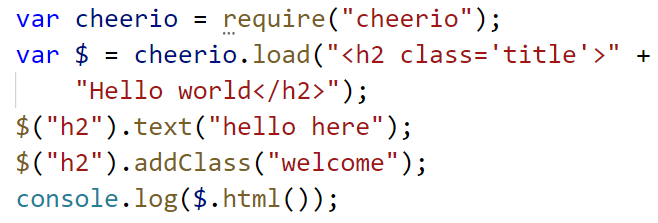 var cheerio = require("cheerio");
var $ = cheerio.load("<h2 class='title'>" +
    "Hello world</h2>");
$("h2").text("hello here");
$("h2").addClass("welcome");
console.log($.html());